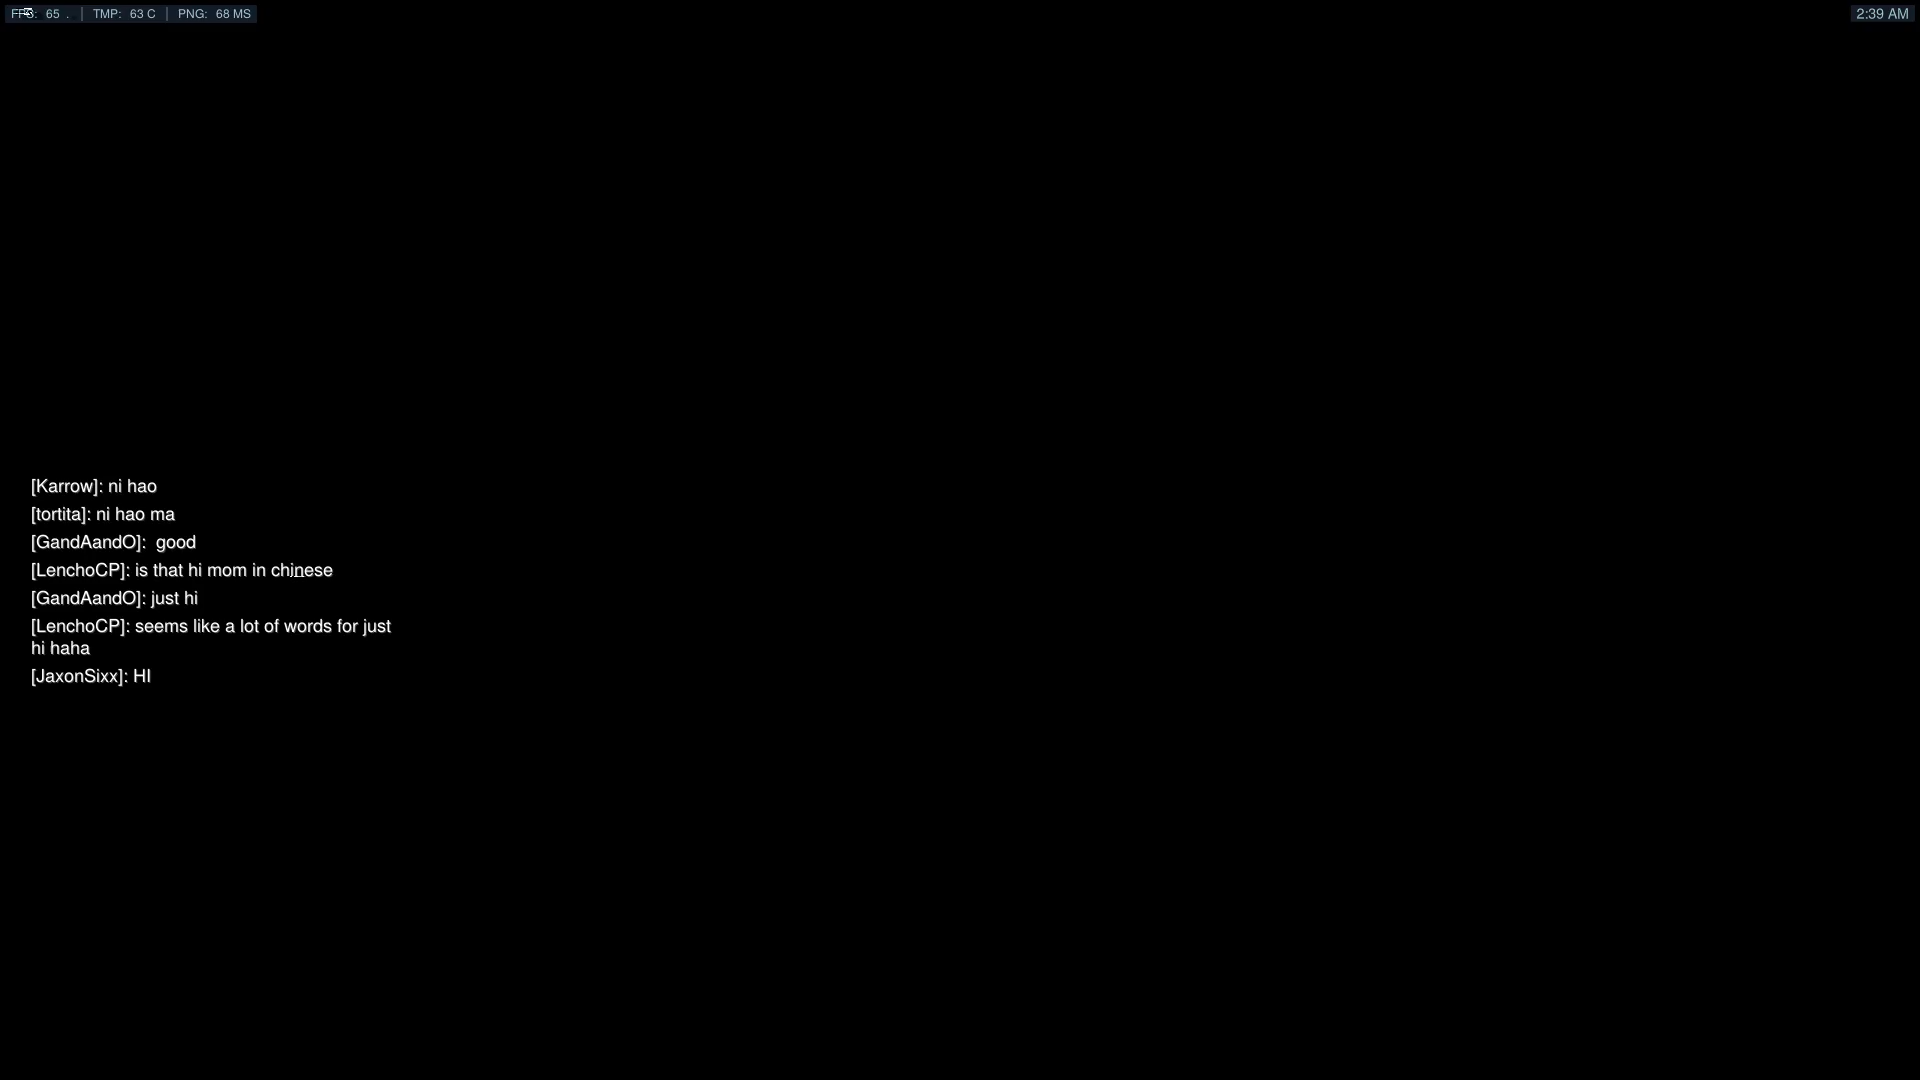 FPS: 65 | TMP: 63 C | PNG: 68 MS
2:39 AM
[Karrow]: ni hao
[tortita]: ni hao ma
[GandAandO]:  good
[LenchoCP]: is that hi mom in chinese
[GandAandO]: just hi
[LenchoCP]: seems like a lot of words for just
hi haha
[JaxonSixx]: HI